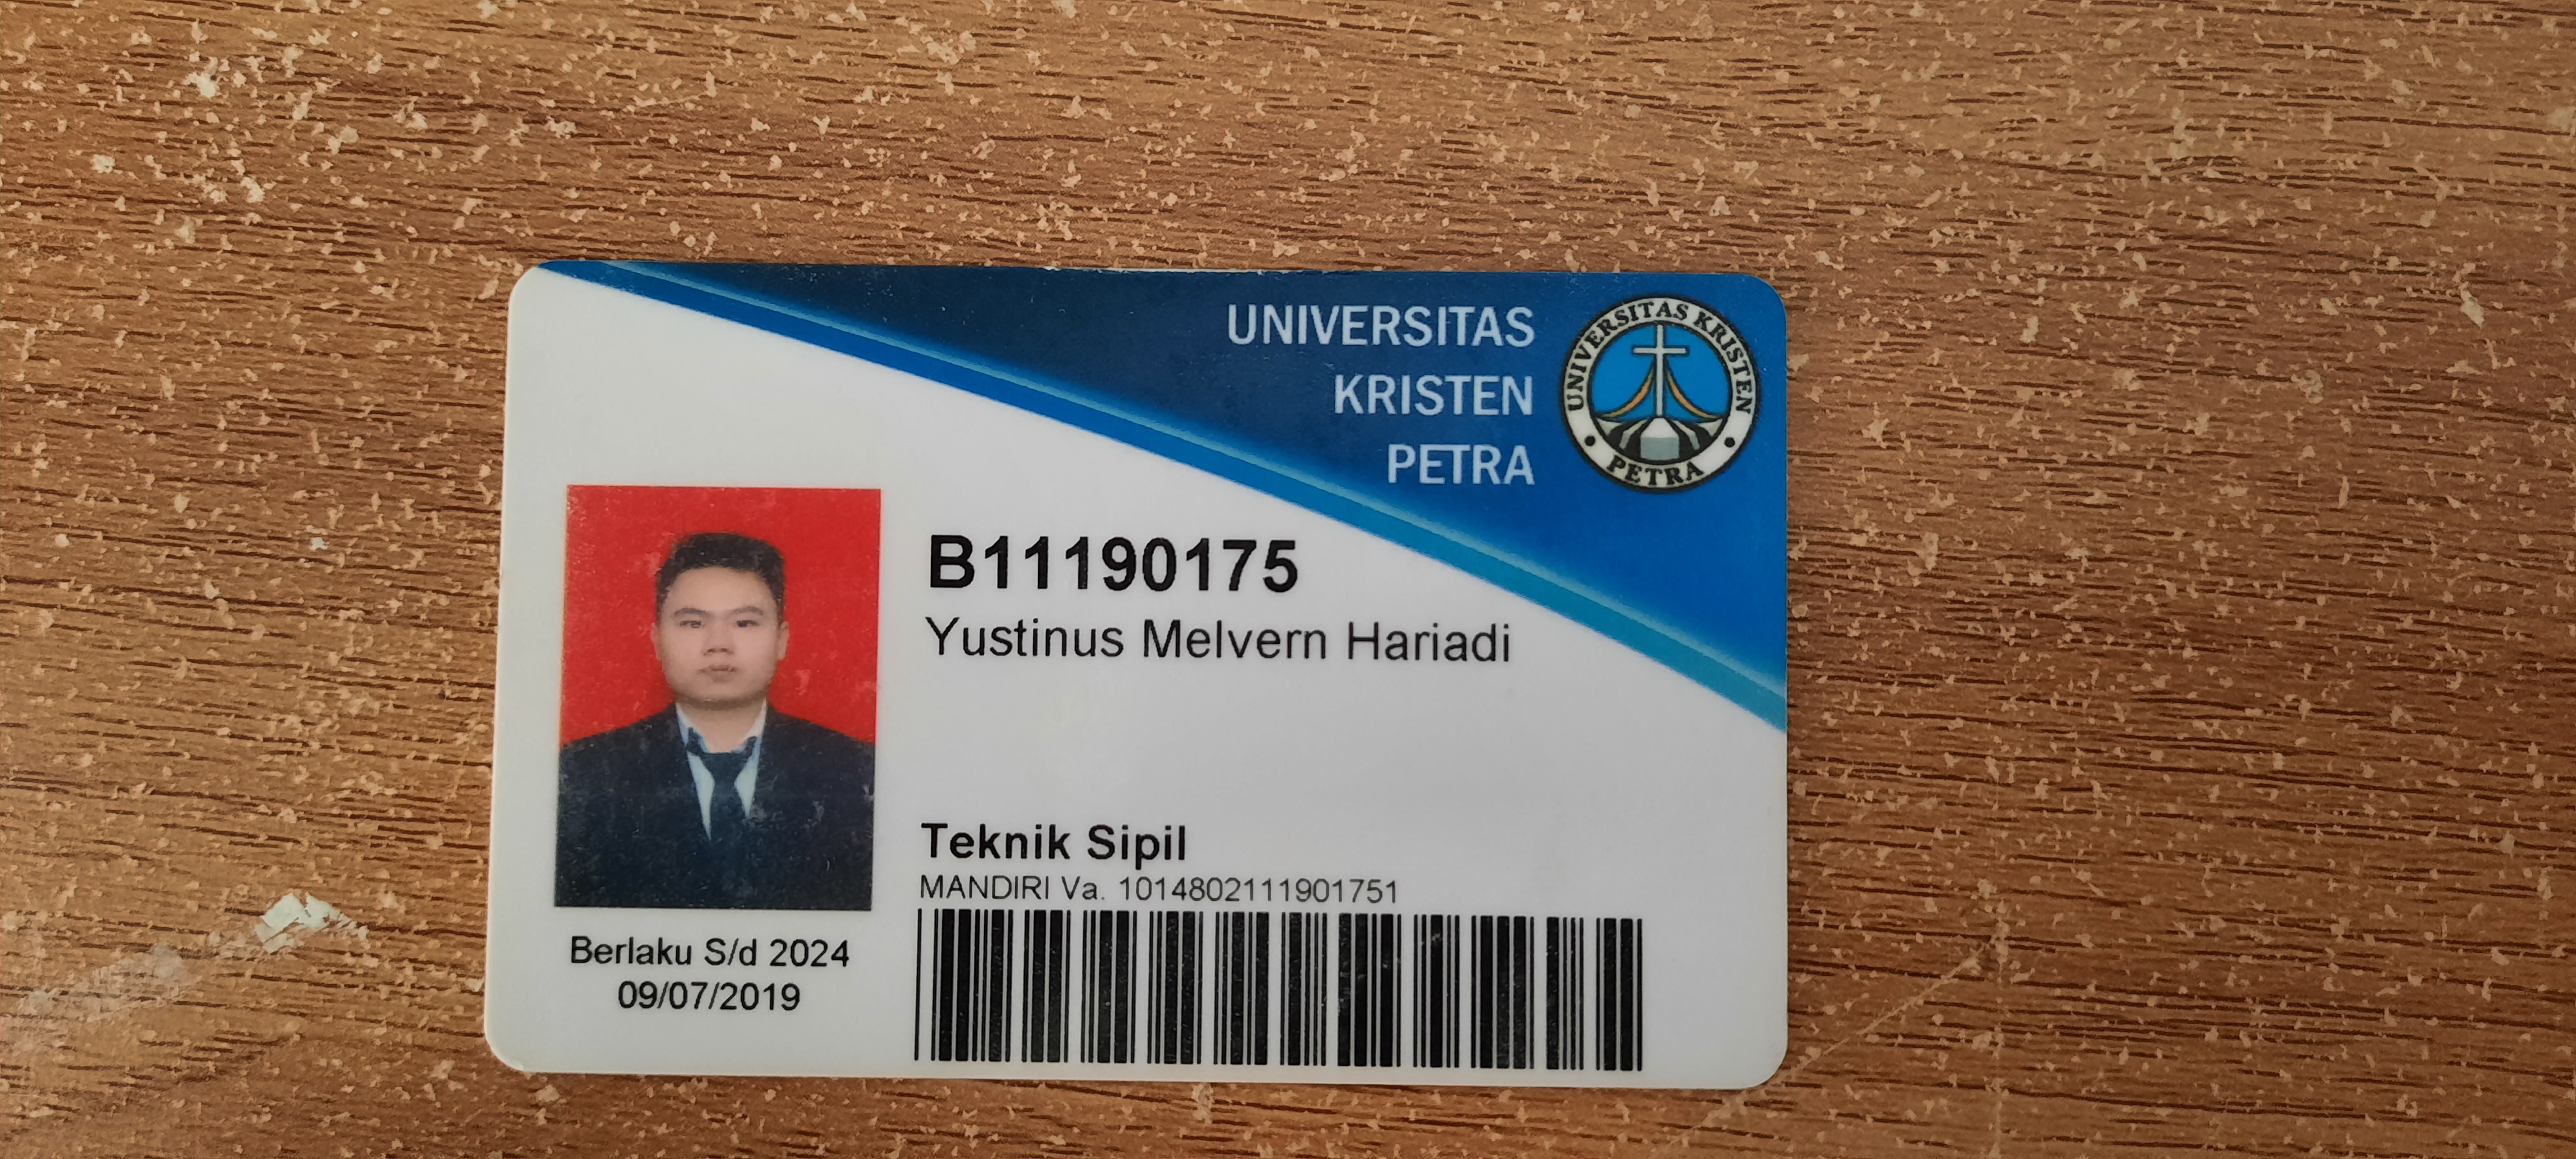 UNIVERSITAS
KRISTEN
PETRA
UNIVERSITAS KRISTEN
• PETRA •
B11190175
Yustinus Melvern Hariadi
Teknik Sipil
MANDIRI Va. 1014802111901751
Berlaku S/d 2024
09/07/2019